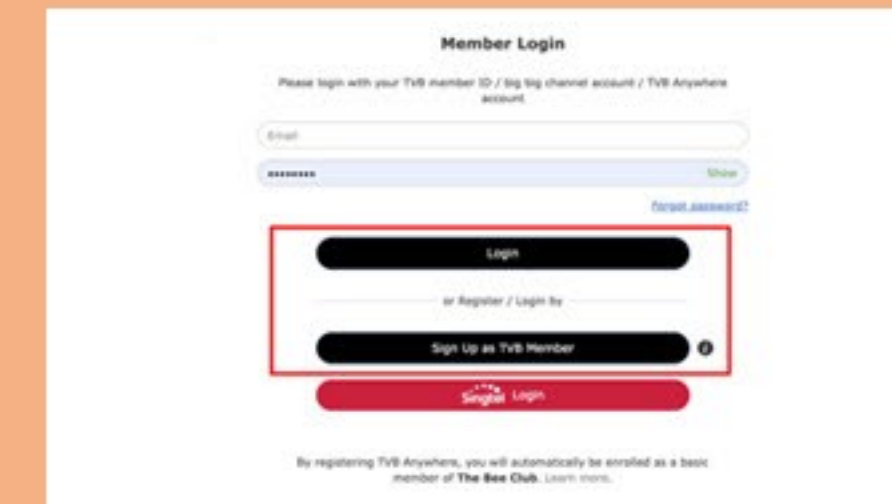 Member Login
Please login with your TVB member ID / big big channel account / TVB Anywhere
account
Email
••••••••
Show
Forgot password?
Login
or Register / Login by
Sign Up as TVB Member
i
Singtel Login
By registering TVB Anywhere, you will automatically be enrolled as a basic
member of The Bee Club. Learn more.